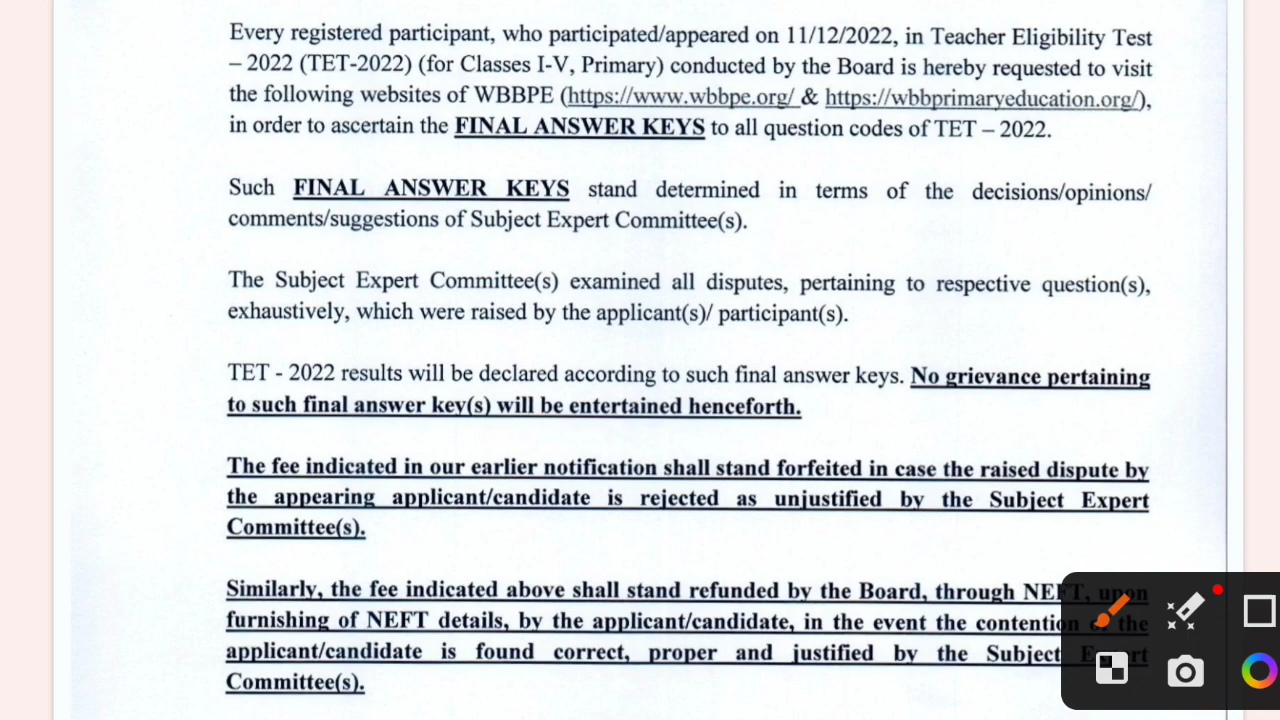 Every registered participant, who participated/appeared on 11/12/2022, in Teacher Eligibility Test
– 2022 (TET-2022) (for Classes I-V, Primary) conducted by the Board is hereby requested to visit
the following websites of WBBPE (https://www.wbbpe.org/ & https://wbbprimaryeducation.org/),
in order to ascertain the FINAL ANSWER KEYS to all question codes of TET – 2022.
Such FINAL ANSWER KEYS stand determined in terms of the decisions/opinions/
comments/suggestions of Subject Expert Committee(s).
The Subject Expert Committee(s) examined all disputes, pertaining to respective question(s),
exhaustively, which were raised by the applicant(s)/ participant(s).
TET - 2022 results will be declared according to such final answer keys. No grievance pertaining
to such final answer key(s) will be entertained henceforth.
The fee indicated in our earlier notification shall stand forfeited in case the raised dispute by
the appearing applicant/candidate is rejected as unjustified by the Subject Expert
Committee(s).
Similarly, the fee indicated above shall stand refunded by the Board, through NEFT, upon
furnishing of NEFT details, by the applicant/candidate, in the event the contention of the
applicant/candidate is found correct, proper and justified by the Subject Expert
Committee(s).